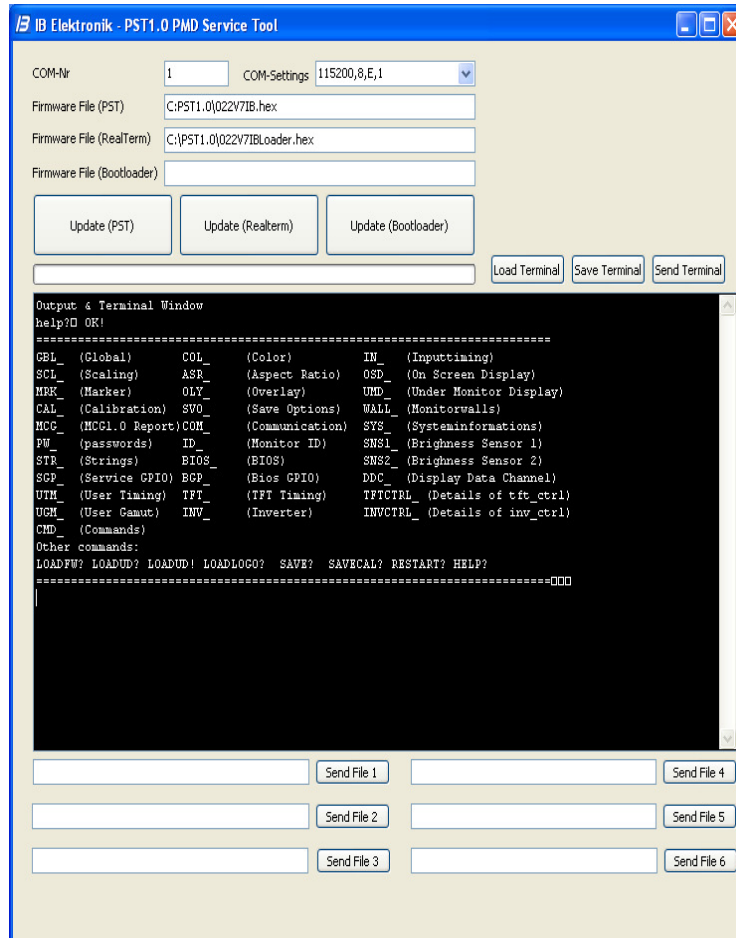 IB IB Elektronik - PST1.0 PMD Service Tool
COM-Nr 1 COM-Settings 115200,8,E,1
Firmware File (PST) C:PST1.0\022V7IB.hex
Firmware File (RealTerm) C:\PST1.0\022V7IBLoader.hex
Firmware File (Bootloader)
Update (PST) Update (Realterm) Update (Bootloader)
Load Terminal Save Terminal Send Terminal
Output & Terminal Window
help?□ OK!
==========================================================================
GBL_ (Global) COL_ (Color) IN_ (Inputtiming)
SCL_ (Scaling) ASR_ (Aspect Ratio) OSD_ (On Screen Display)
MRK_ (Marker) OLY_ (Overlay) UMD_ (Under Monitor Display)
CAL_ (Calibration) SVO_ (Save Options) WALL_ (Monitorwalls)
MCG_ (MCG1.0 Report)COM_ (Communication) SYS_ (Systeminformations)
PW_ (passwords) ID_ (Monitor ID) SNS1_ (Brighness Sensor 1)
STR_ (Strings) BIOS_ (BIOS) SNS2_ (Brighness Sensor 2)
SGP_ (Service GPIO) BGP_ (Bios GPIO) DDC_ (Display Data Channel)
UTM_ (User Timing) TFT_ (TFT Timing) TFTCTRL_ (Details of tft_ctrl)
UGM_ (User Gamut) INV_ (Inverter) INVCTRL_ (Details of inv_ctrl)
CMD_ (Commands)
Other commands:
LOADFW? LOADUD? LOADUD! LOADLOGO? SAVE? SAVECAL? RESTART? HELP?
==========================================================================□□□
Send File 1 Send File 4
Send File 2 Send File 5
Send File 3 Send File 6